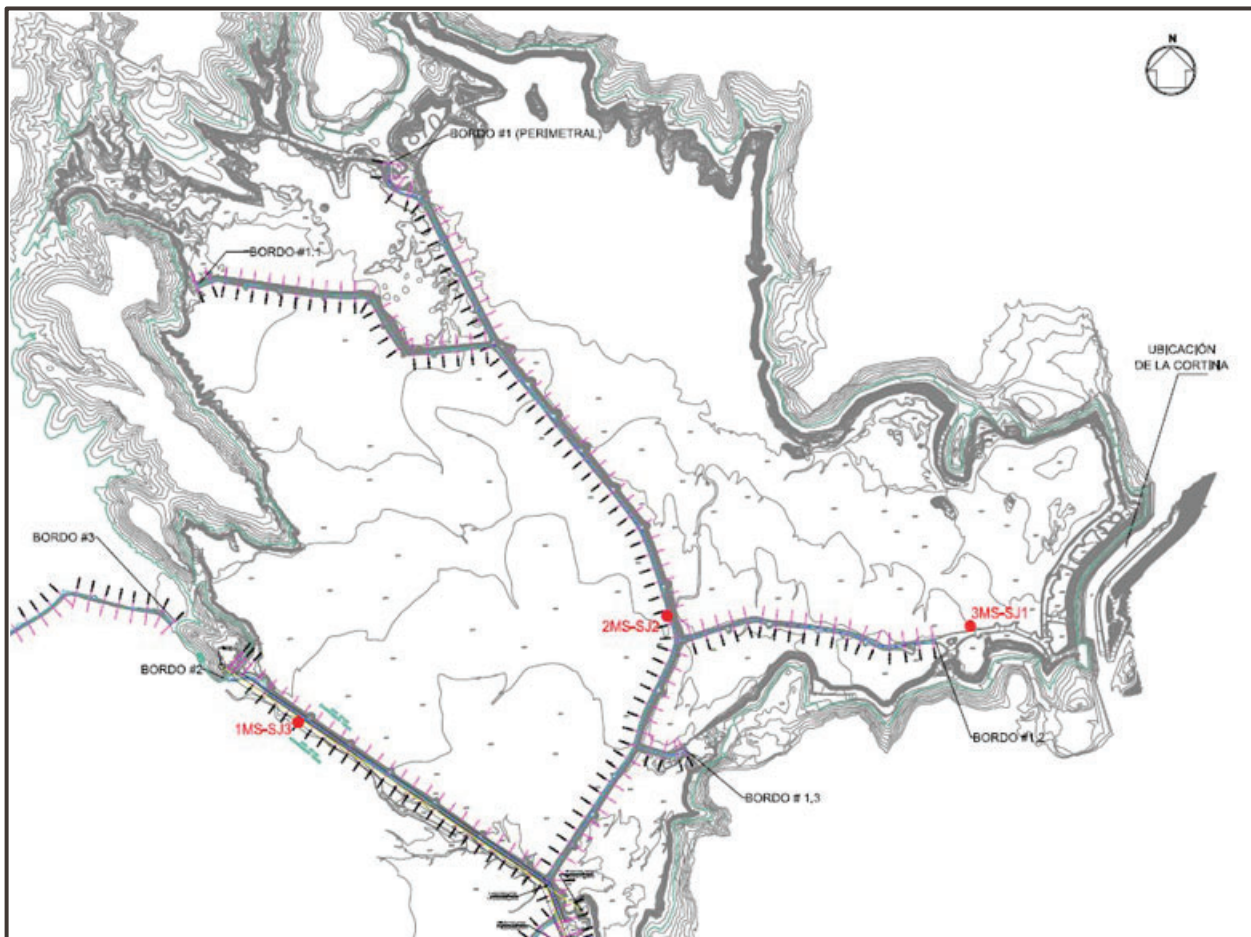 N
BORDO #1 (PERIMETRAL)
BORDO #1.1
UBICACIÓN
DE LA CORTINA
BORDO #3
2MS-SJ2
3MS-SJ1
BORDO #2
1MS-SJ3
BORDO #1.2
BORDO # 1.3